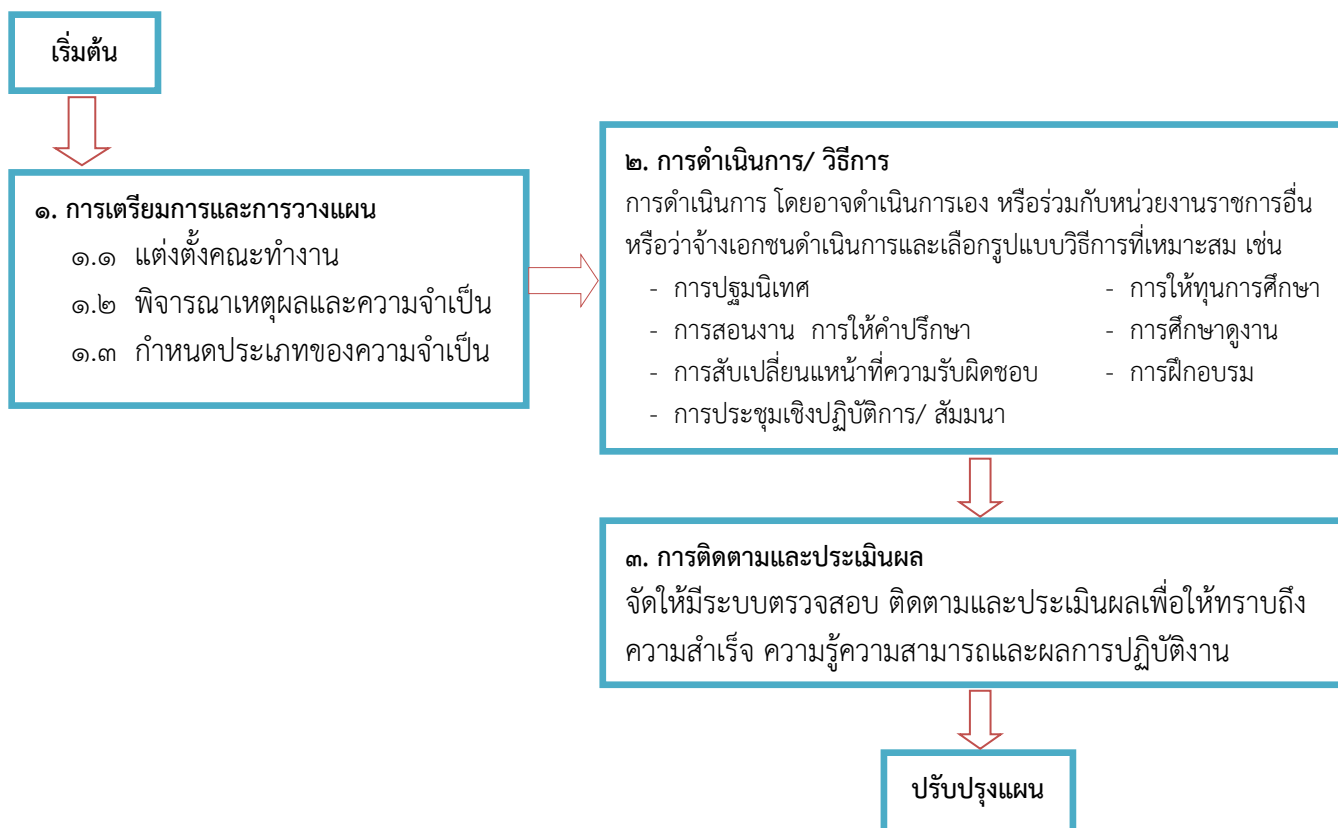 เริ่มต้น
๑. การเตรียมการและการวางแผน
๑.๑ แต่งตั้งคณะทำงาน
๑.๒ พิจารณาเหตุผลและความจำเป็น
๑.๓ กำหนดประเภทของความจำเป็น
๒. การดำเนินการ/ วิธีการ
การดำเนินการ โดยอาจดำเนินการเอง หรือร่วมกับหน่วยงานราชการอื่น
หรือว่าจ้างเอกชนดำเนินการและเลือกรูปแบบวิธีการที่เหมาะสม เช่น
- การปฐมนิเทศ - การให้ทุนการศึกษา
- การสอนงาน การให้คำปรึกษา - การศึกษาดูงาน
- การสับเปลี่ยนแหน้าที่ความรับผิดชอบ - การฝึกอบรม
- การประชุมเชิงปฏิบัติการ/ สัมมนา
๓. การติดตามและประเมินผล
จัดให้มีระบบตรวจสอบ ติดตามและประเมินผลเพื่อให้ทราบถึง
ความสำเร็จ ความรู้ความสามารถและผลการปฏิบัติงาน
ปรับปรุงแผน